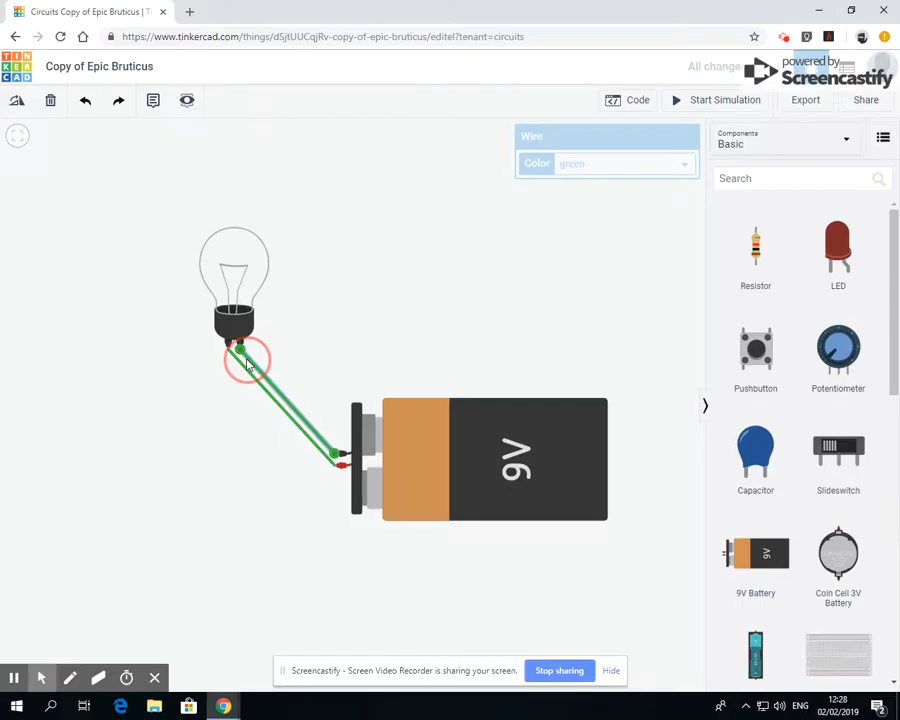 Circuits Copy of Epic Bruticus | T
https://www.tinkercad.com/things/dSjtUUCqjRv-copy-of-epic-bruticus/editel?tenant=circuits
TIN
KER
CAD
Copy of Epic Bruticus
All change
powered by
Screencastify
Code
Start Simulation
Export
Share
Wire
Color
green
Components
Basic
Search
Resistor
LED
Pushbutton
Potentiometer
Capacitor
Slideswitch
9V
9V
9V Battery
Coin Cell 3V
Battery
Screencastify - Screen Video Recorder is sharing your screen.
Stop sharing
Hide
12:28
02/02/2019
2